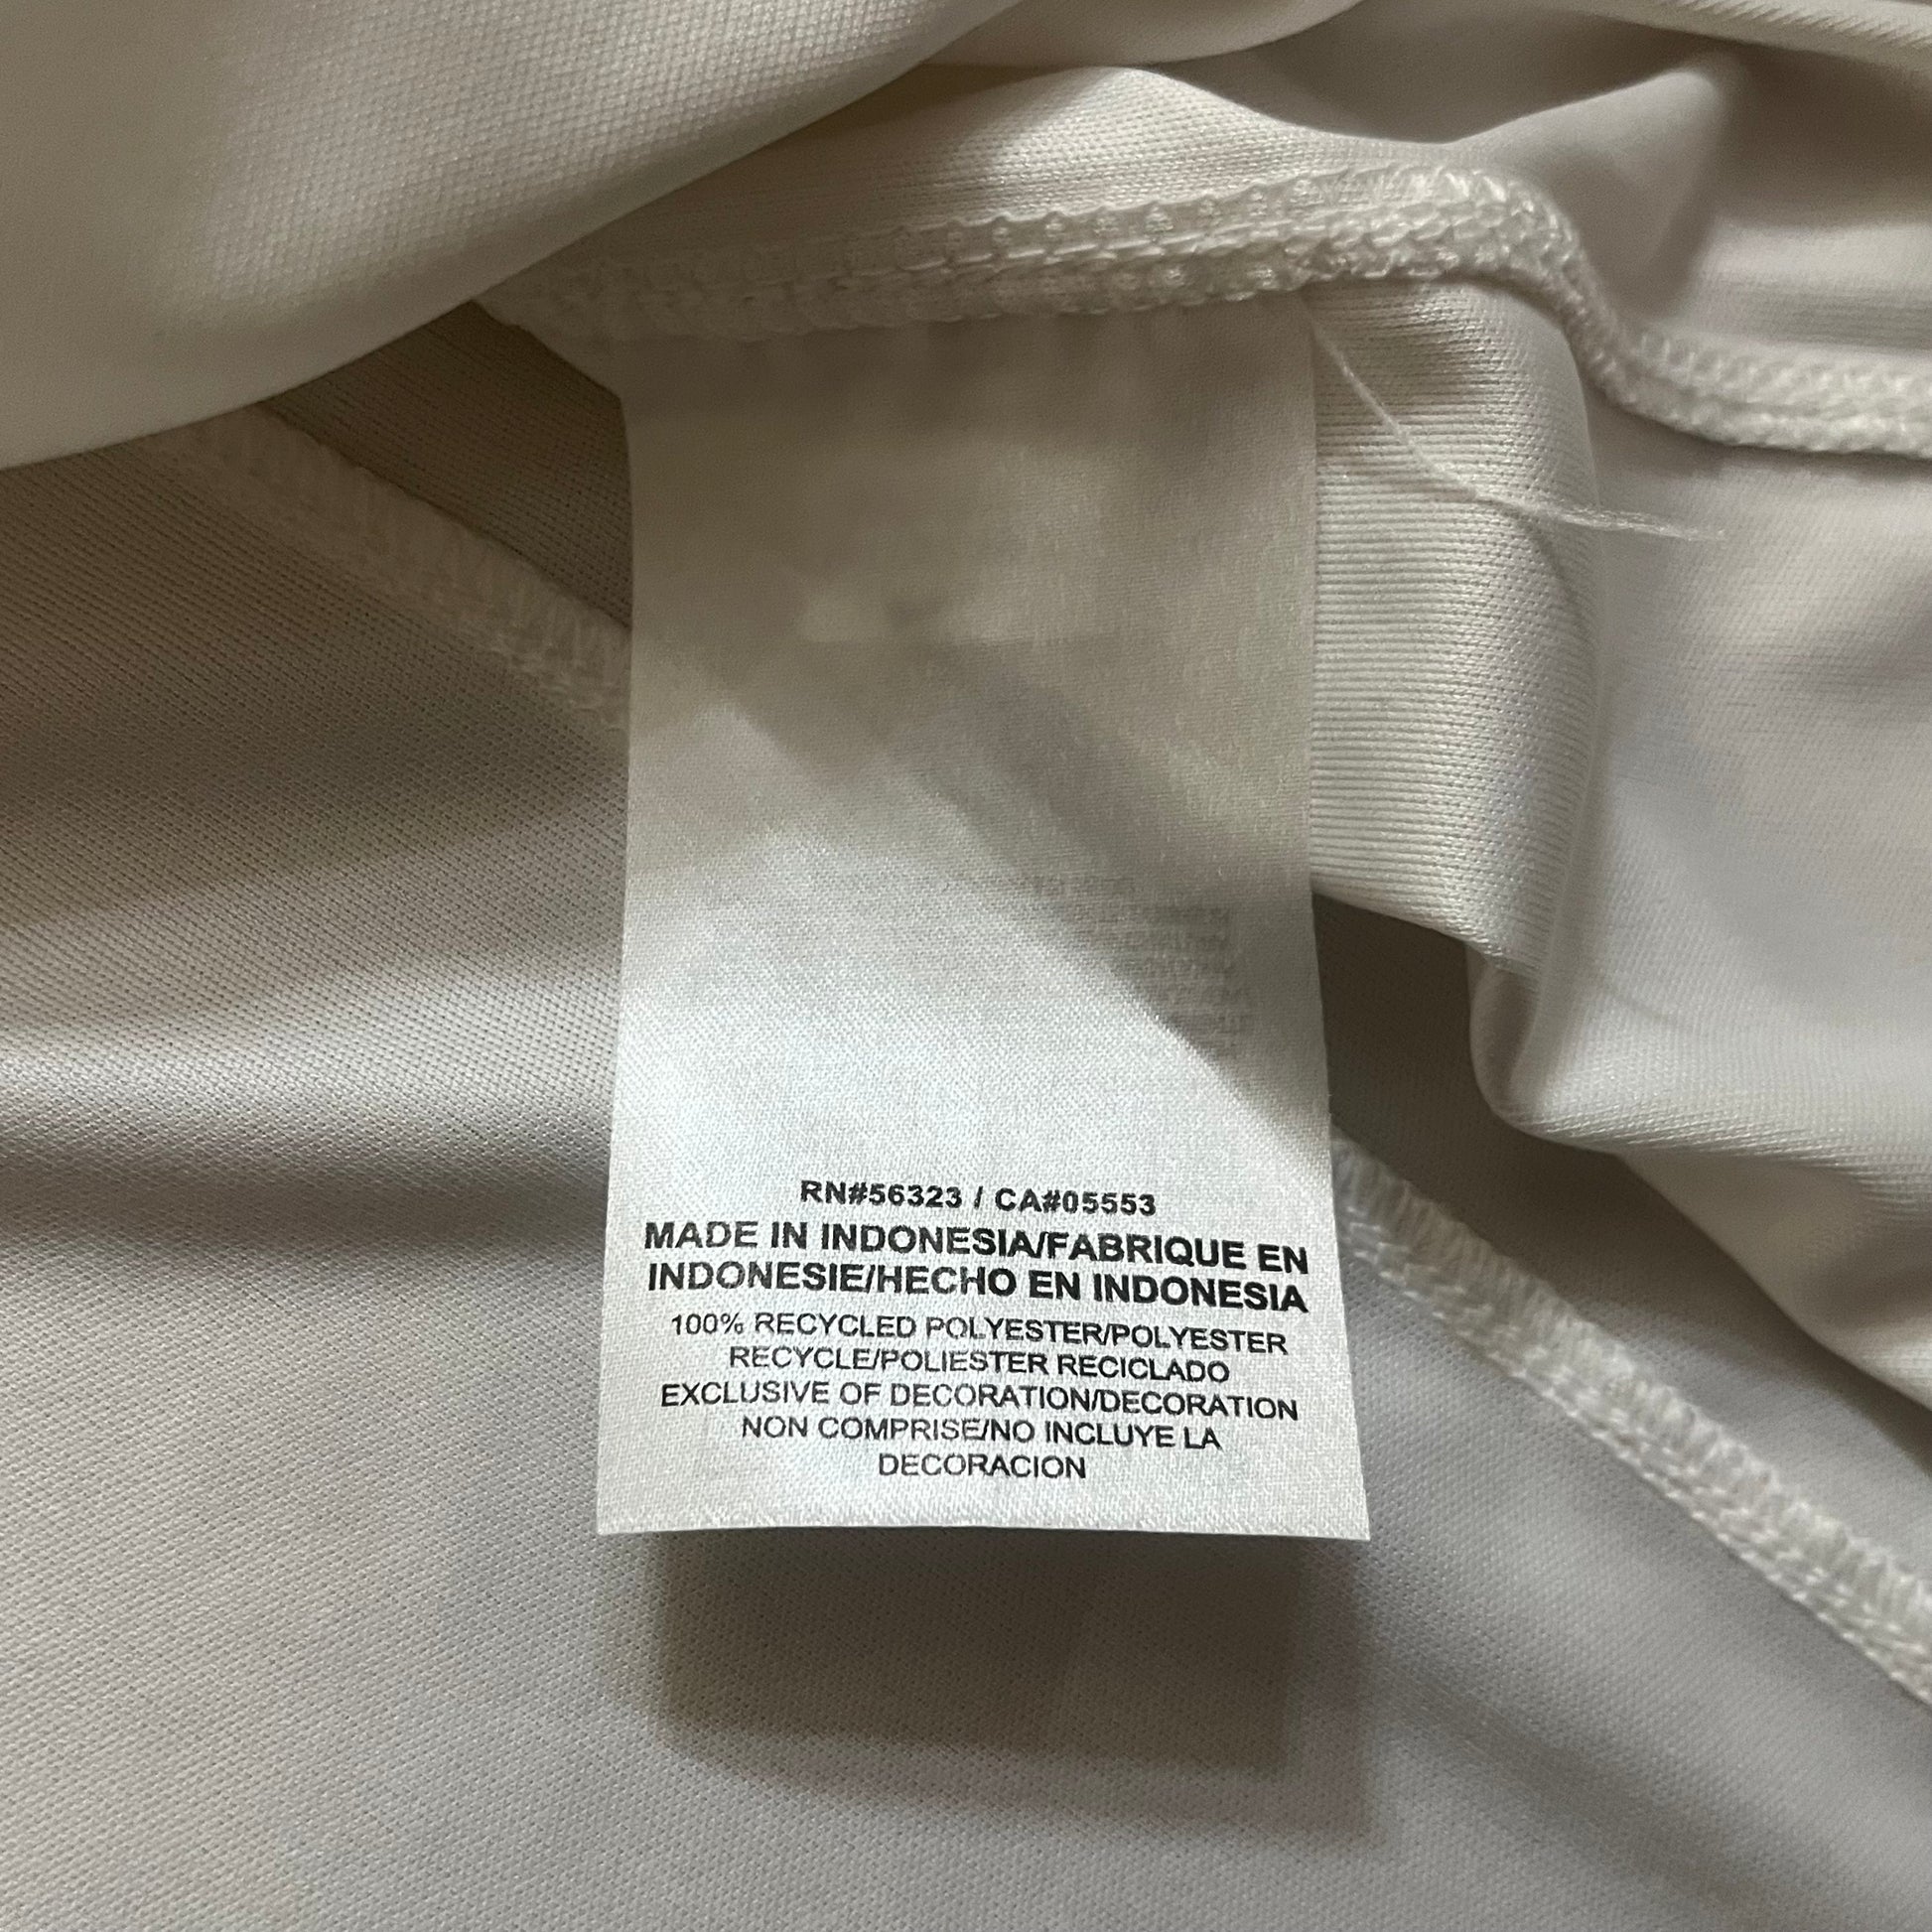 RN#56323 / CA#05553
MADE IN INDONESIA/FABRIQUE EN
INDONESIE/HECHO EN INDONESIA
100% RECYCLED POLYESTER/POLYESTER
RECYCLE/POLIESTER RECICLADO
EXCLUSIVE OF DECORATION/DECORATION
NON COMPRISE/NO INCLUYE LA
DECORACION